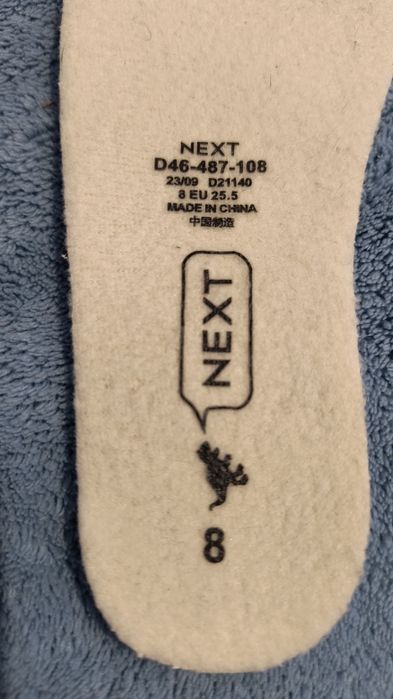 NEXT
D46-487-108
23/09 D21140
8 EU 25.5
MADE IN CHINA
中国制造
NEXT
8